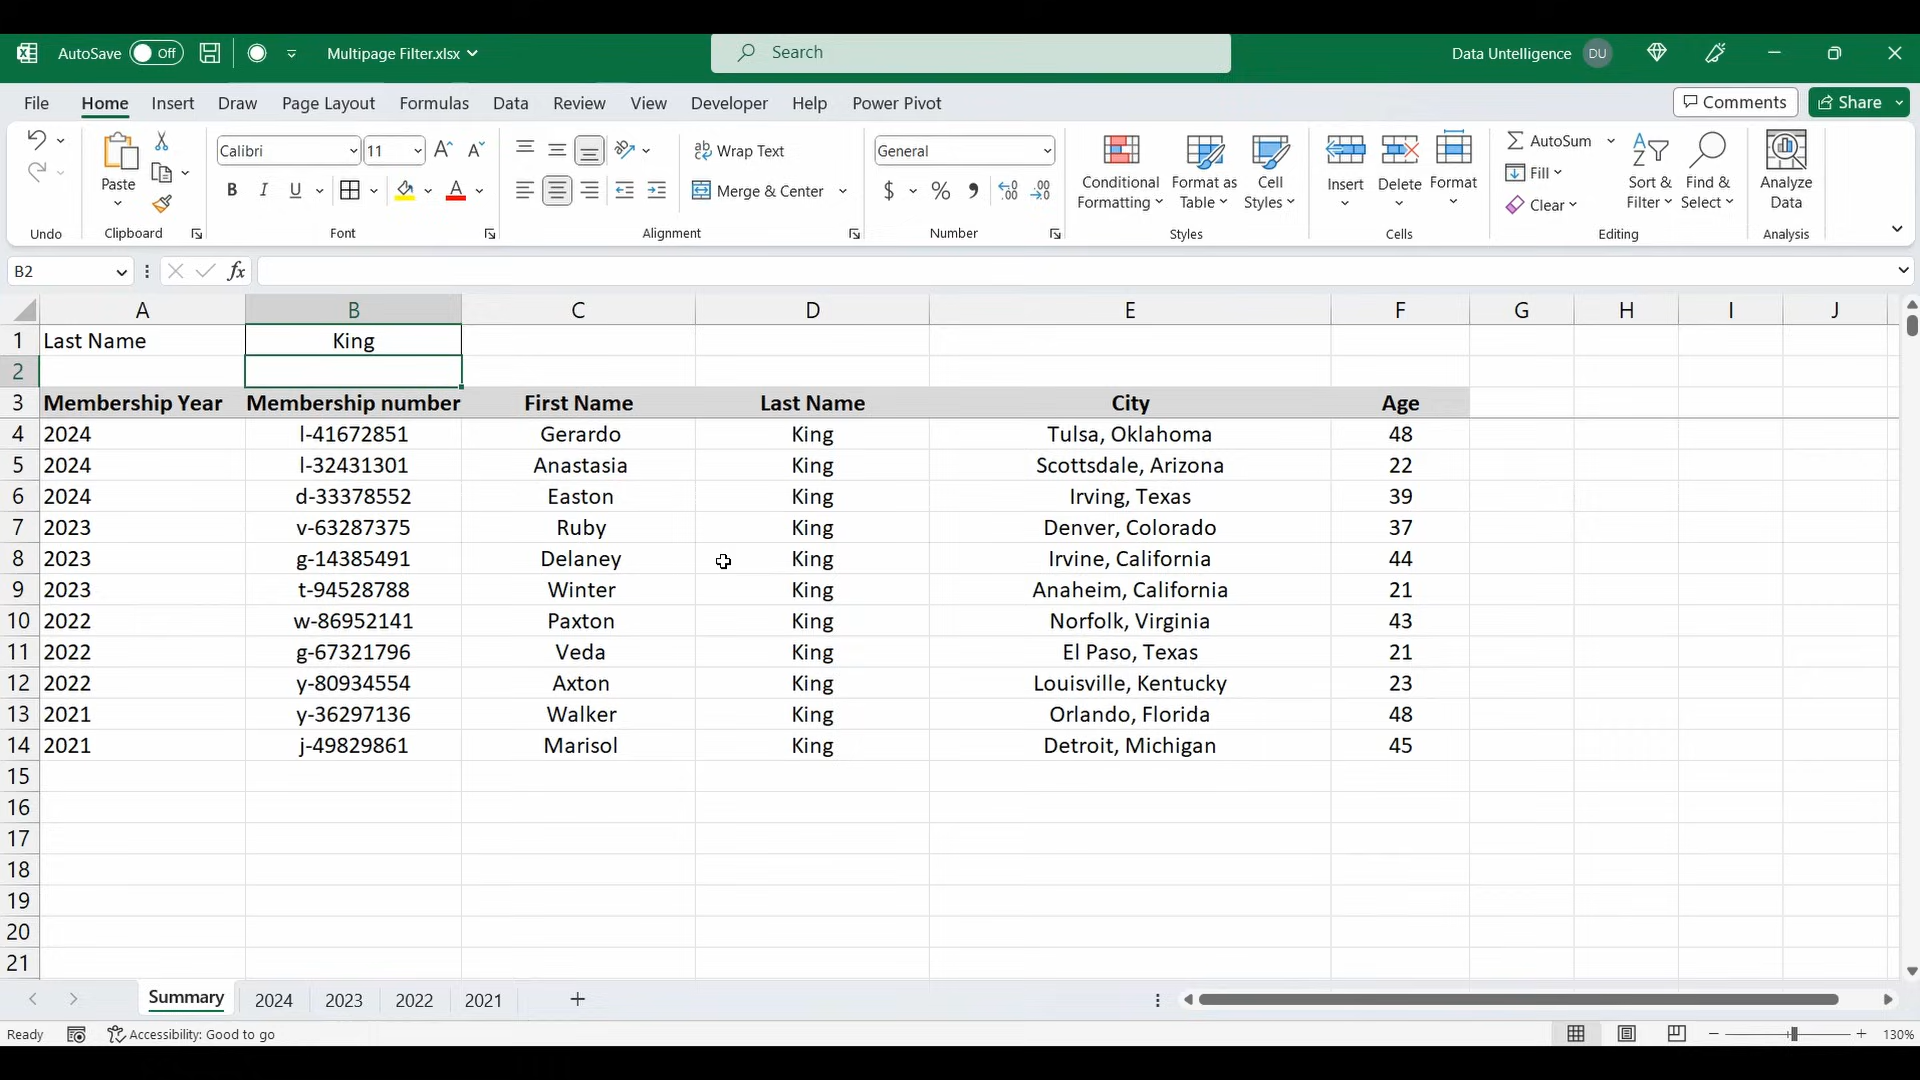 AutoSave Off Multipage Filter.xlsx Search Data Untelligence DU
File Home Insert Draw Page Layout Formulas Data Review View Developer Help Power Pivot Comments Share
Paste Calibri 11 B I U Wrap Text Merge & Center General $ % Conditional Formatting Format as Table Cell Styles Insert Delete Format AutoSum Fill Clear Sort & Filter Find & Select Analyze Data
Undo Clipboard Font Alignment Number Styles Cells Editing Analysis
B2 fx
A B C D E F G H I J
1 Last Name King
2
3 Membership Year Membership number First Name Last Name City Age
4 2024 l-41672851 Gerardo King Tulsa, Oklahoma 48
5 2024 l-32431301 Anastasia King Scottsdale, Arizona 22
6 2024 d-33378552 Easton King Irving, Texas 39
7 2023 v-63287375 Ruby King Denver, Colorado 37
8 2023 g-14385491 Delaney King Irvine, California 44
9 2023 t-94528788 Winter King Anaheim, California 21
10 2022 w-86952141 Paxton King Norfolk, Virginia 43
11 2022 g-67321796 Veda King El Paso, Texas 21
12 2022 y-80934554 Axton King Louisville, Kentucky 23
13 2021 y-36297136 Walker King Orlando, Florida 48
14 2021 j-49829861 Marisol King Detroit, Michigan 45
15
16
17
18
19
20
21
Summary 2024 2023 2022 2021
Ready Accessibility: Good to go 130%